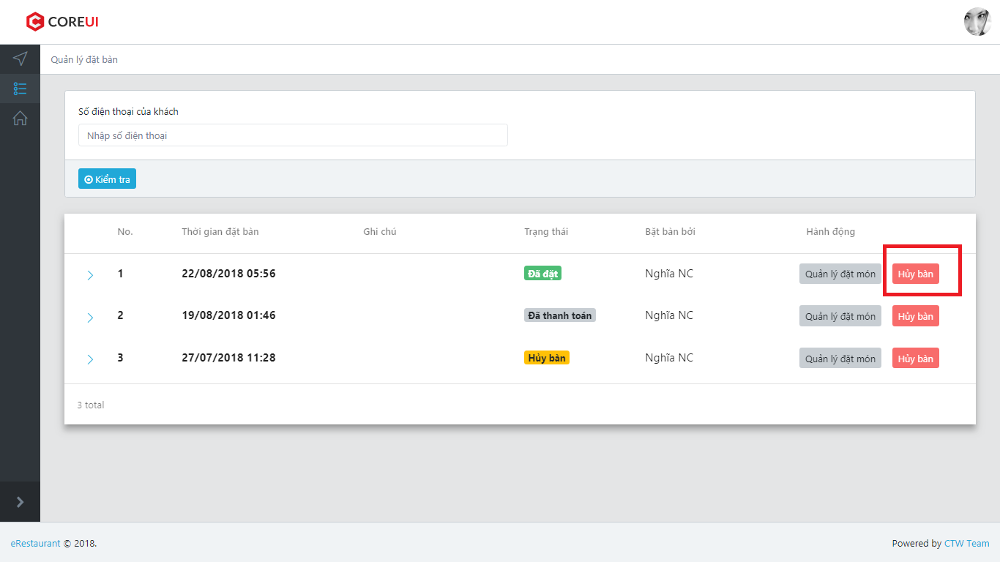 COREUI
Quản lý đặt bàn
Số điện thoại của khách
Nhập số điện thoại
Kiểm tra
No. Thời gian đặt bàn Ghi chú Trạng thái Bặt bàn bởi Hành động
1 22/08/2018 05:56 Đã đặt Nghĩa NC Quản lý đặt món Hủy bàn
2 19/08/2018 01:46 Đã thanh toán Nghĩa NC Quản lý đặt món Hủy bàn
3 27/07/2018 11:28 Hủy bàn Nghĩa NC Quản lý đặt món Hủy bàn
3 total
eRestaurant © 2018. Powered by CTW Team